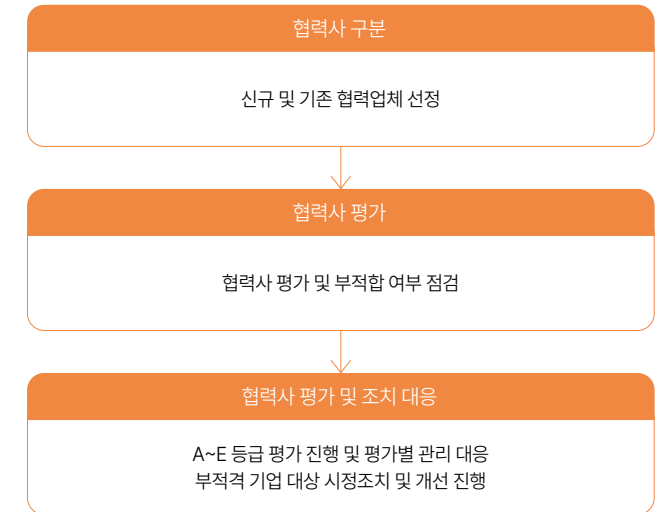 협력사 구분
신규 및 기존 협력업체 선정
협력사 평가
협력사 평가 및 부적합 여부 점검
협력사 평가 및 조치 대응
A~E 등급 평가 진행 및 평가별 관리 대응
부적격 기업 대상 시정조치 및 개선 진행